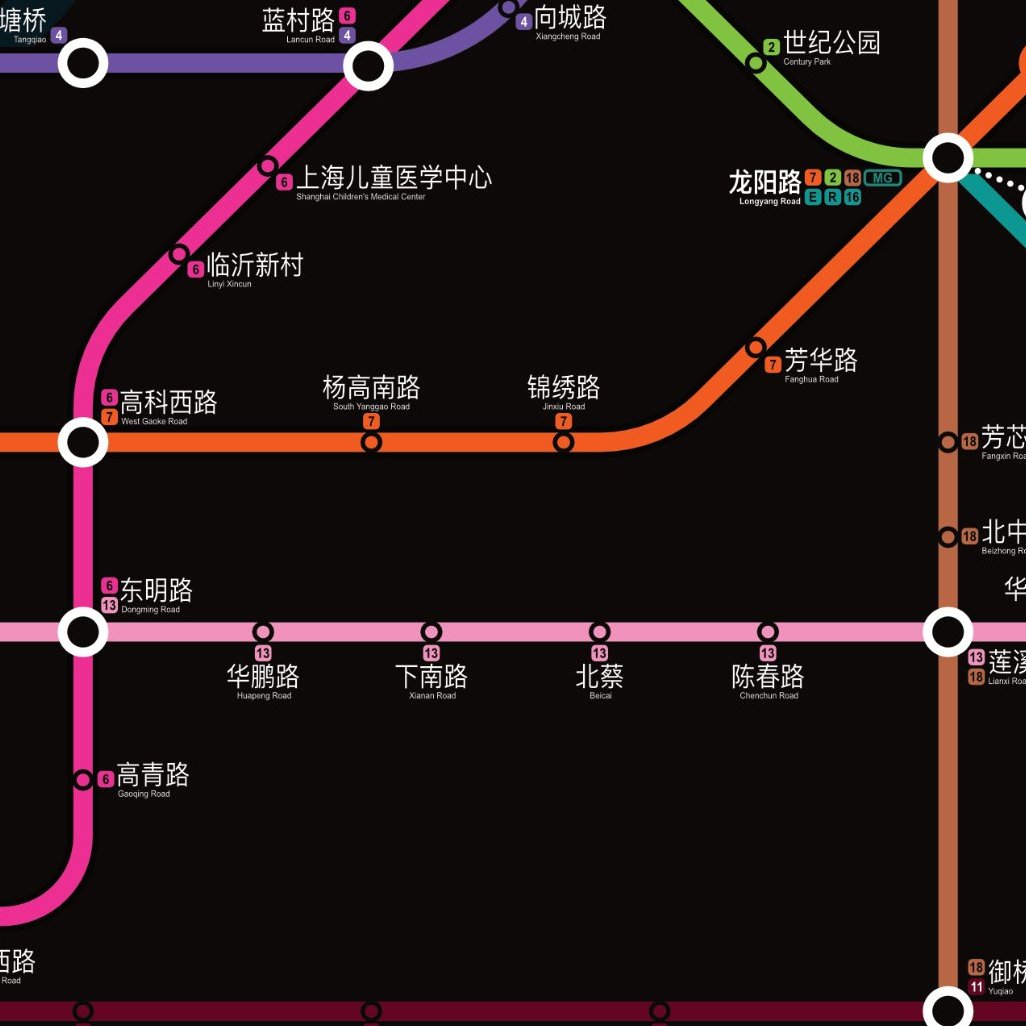 塘桥
Tangqiao
4
蓝村路
Lancun Road
6
4
4
向城路
Xiangcheng Road
2
世纪公园
Century Park
上海儿童医学中心
6
Shanghai Children's Medical Center
龙阳路
Longyang Road
7 2 18 MG
E R 16
临沂新村
6
Linyi Xincun
芳华路
7
Fanghua Road
6
7
高科西路
West Gaoke Road
杨高南路
South Yanggao Road
7
锦绣路
Jinxiu Road
7
18
芳芯
Fangxin Roa
18
北中
Beizhong Ro
华
6
13
东明路
Dongming Road
13
华鹏路
Huapeng Road
13
下南路
Xianan Road
13
北蔡
Beicai
13
陈春路
Chenchun Road
13
18
莲溪
Lianxi Roa
6
高青路
Gaoqing Road
西路
Road
18
11
御桥
Yuqiao